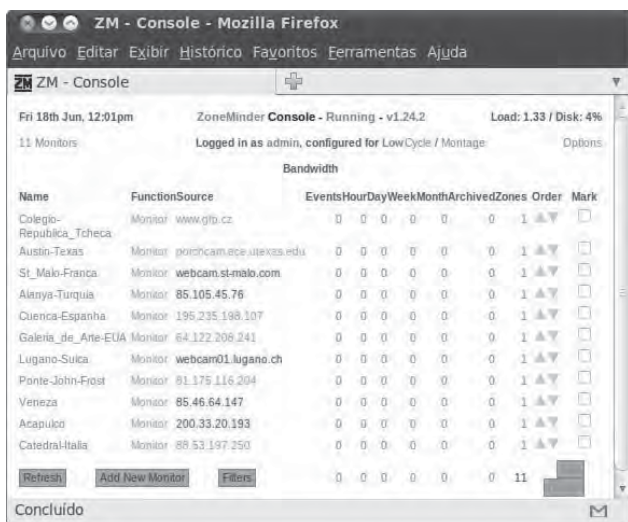 ZM - Console - Mozilla Firefox
Arquivo Editar Exibir Histórico Favoritos Ferramentas Ajuda
ZM ZM - Console
Fri 18th Jun, 12:01pm ZoneMinder Console - Running - v1.24.2 Load: 1.33 / Disk: 4%
11 Monitors Logged in as admin, configured for Low Cycle / Montage Options
Bandwidth
Name Function Source Events Hour Day Week Month Archived Zones Order Mark
Colegio-Republica_Tcheca Monitor www.glp.cz 0 0 0 0 0 0 1
Austin-Texas Monitor porchcam.ece.utexas.edu 0 0 0 0 0 0 1
St_Malo-Franca Monitor webcam.st-malo.com 0 0 0 0 0 0 1
Alanya-Turquia Monitor 85.105.45.76 0 0 0 0 0 0 1
Cuenca-Espanha Monitor 195.235.198.107 0 0 0 0 0 0 1
Galeria_de_Arte-EUA Monitor 64.122.208.241 0 0 0 0 0 0 1
Lugano-Suica Monitor webcam01.lugano.ch 0 0 0 0 0 0 1
Ponte-John-Frost Monitor 81.175.116.204 0 0 0 0 0 0 1
Veneza Monitor 85.46.64.147 0 0 0 0 0 0 1
Acapulco Monitor 200.33.20.193 0 0 0 0 0 0 1
Catedral-Italia Monitor 88.53.197.250 0 0 0 0 0 0 1
Refresh Add New Monitor Filters 0 0 0 0 0 0 11
Concluído